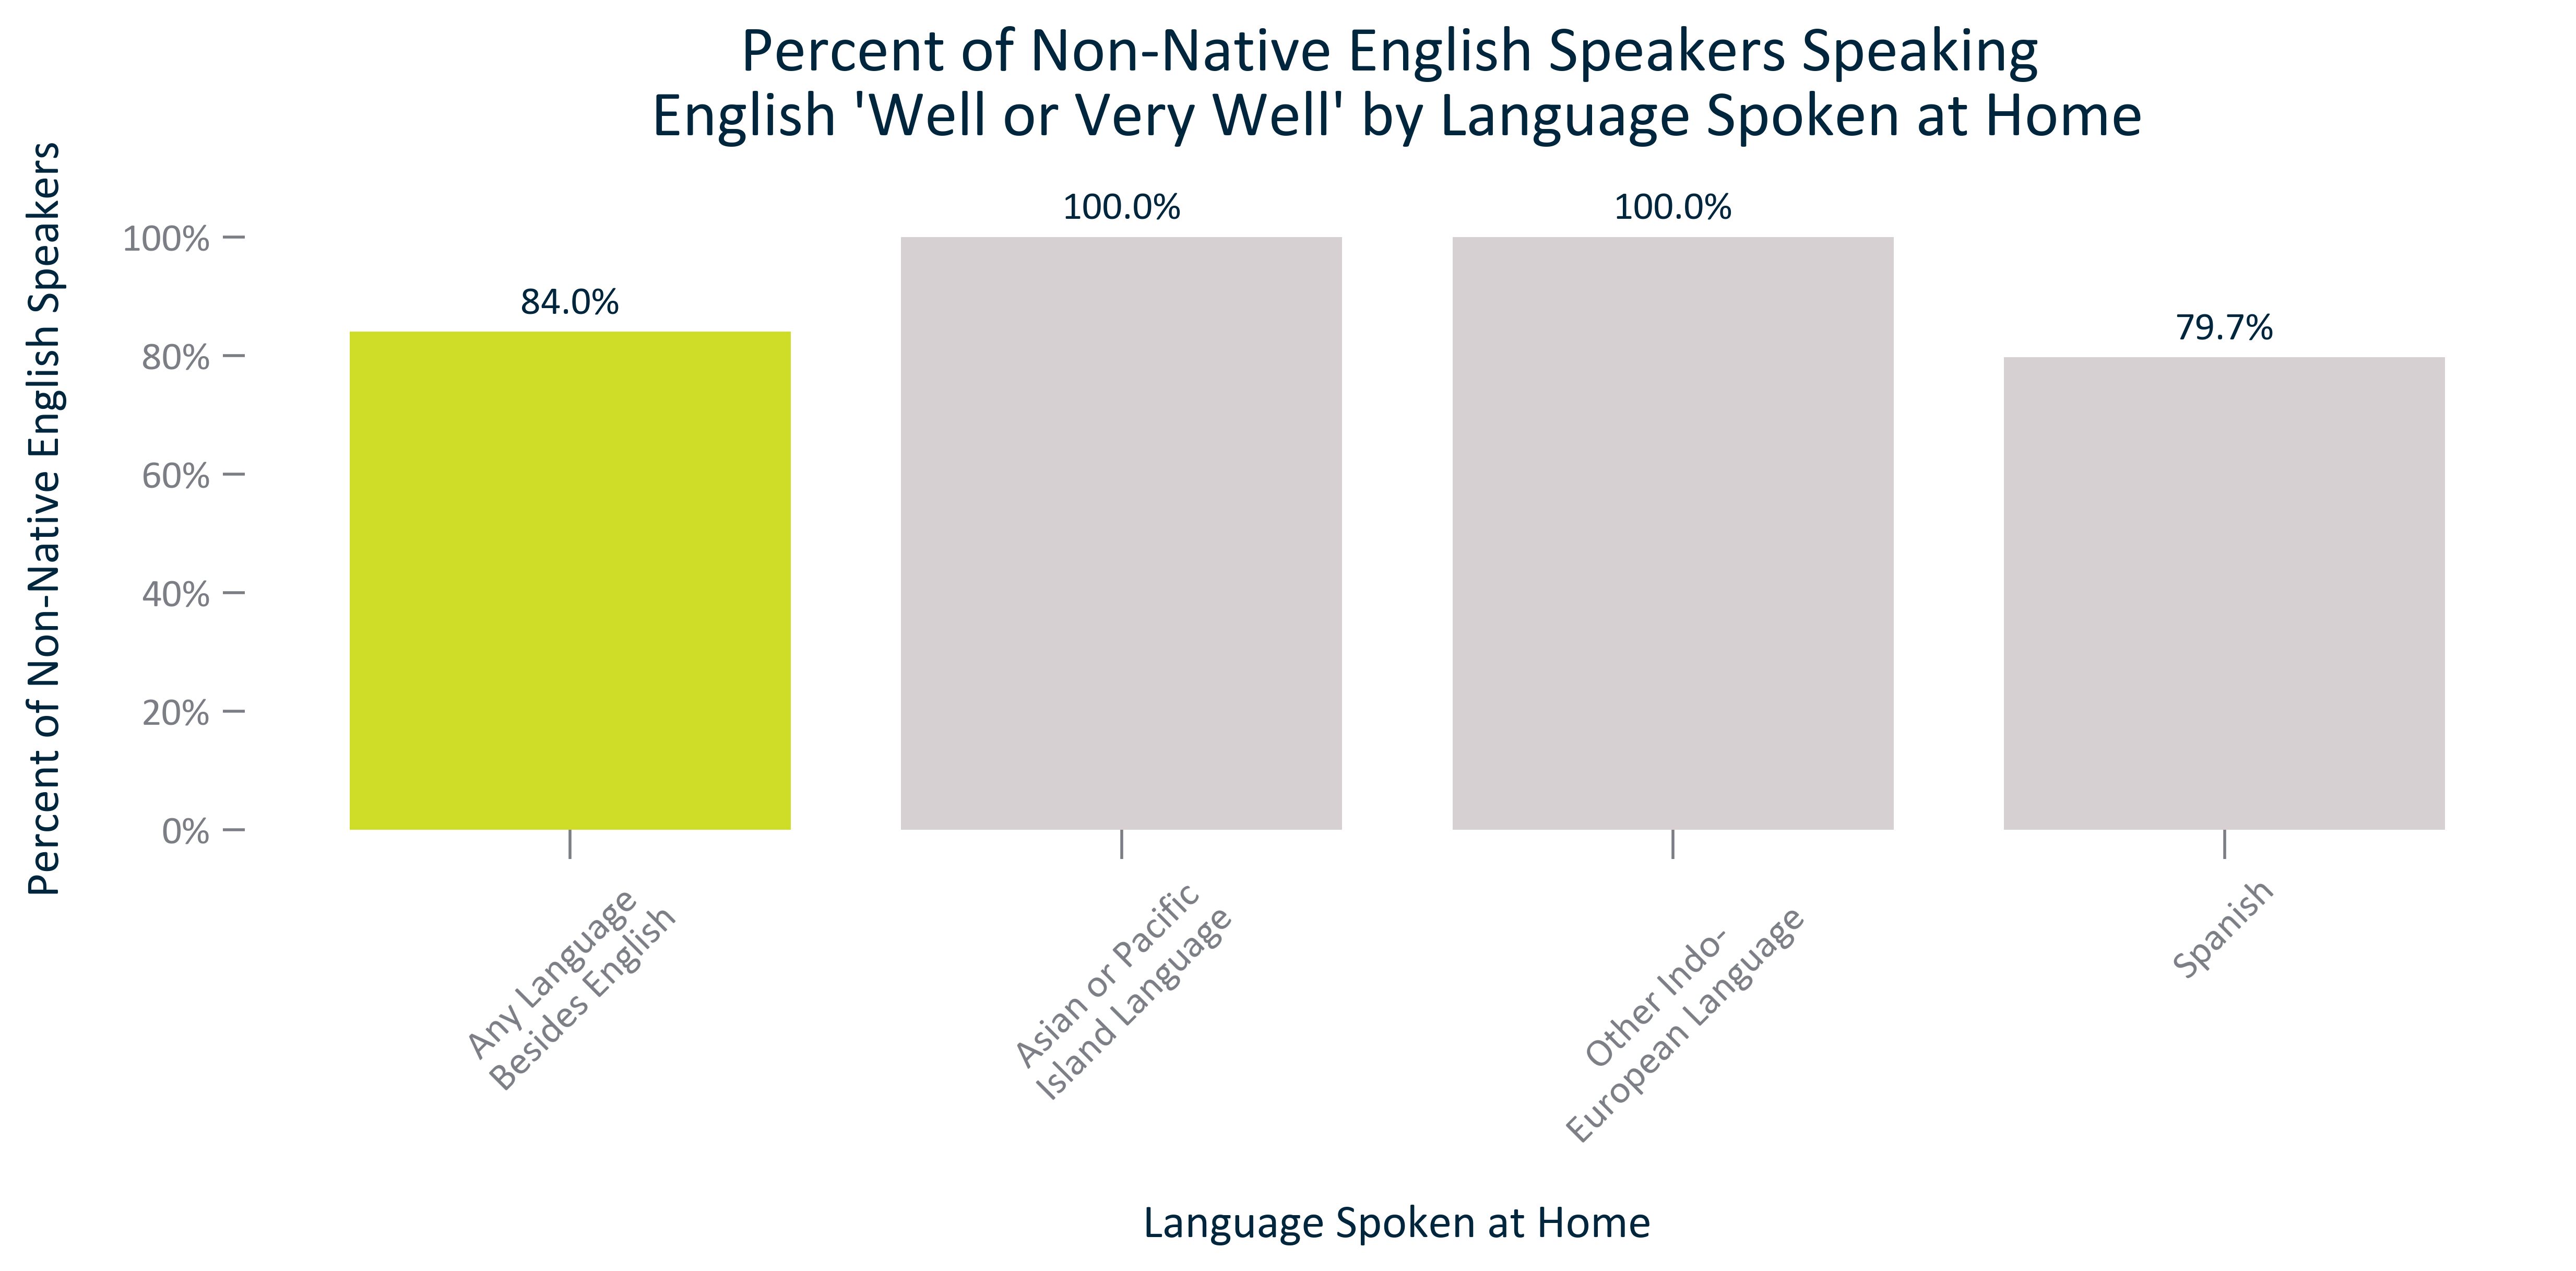 Percent of Non-Native English Speakers Speaking
English 'Well or Very Well' by Language Spoken at Home
Percent of Non-Native English Speakers
100%
80%
60%
40%
20%
0%
84.0%
100.0%
100.0%
79.7%
Any Language
Besides English
Asian or Pacific
Island Language
Other Indo-
European Language
Spanish
Language Spoken at Home